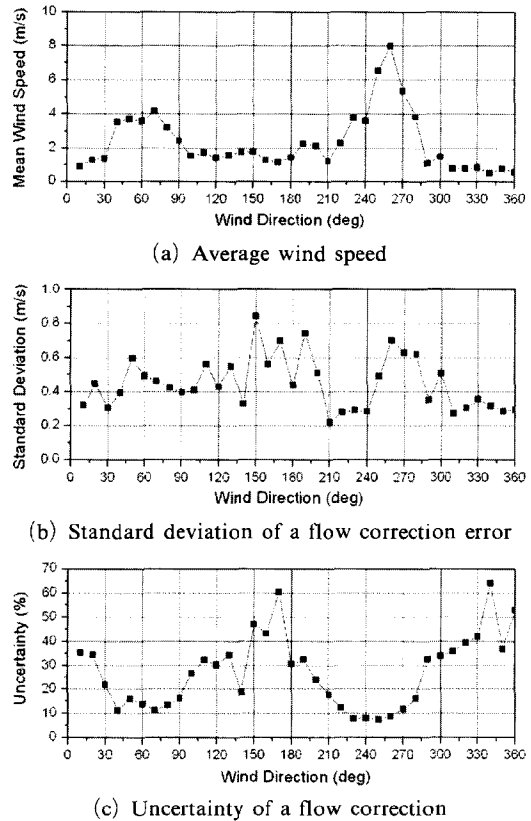 Mean Wind Speed (m/s)
10
8
6
4
2
0
0 30 60 90 120 150 180 210 240 270 300 330 360
Wind Direction (deg)
(a) Average wind speed
Standard Deviation (m/s)
1.0
0.8
0.6
0.4
0.2
0.0
0 30 60 90 120 150 180 210 240 270 300 330 360
Wind Direction (deg)
(b) Standard deviation of a flow correction error
Uncertainty (%)
70
60
50
40
30
20
10
0
0 30 60 90 120 150 180 210 240 270 300 330 360
Wind Direction (deg)
(c) Uncertainty of a flow correction